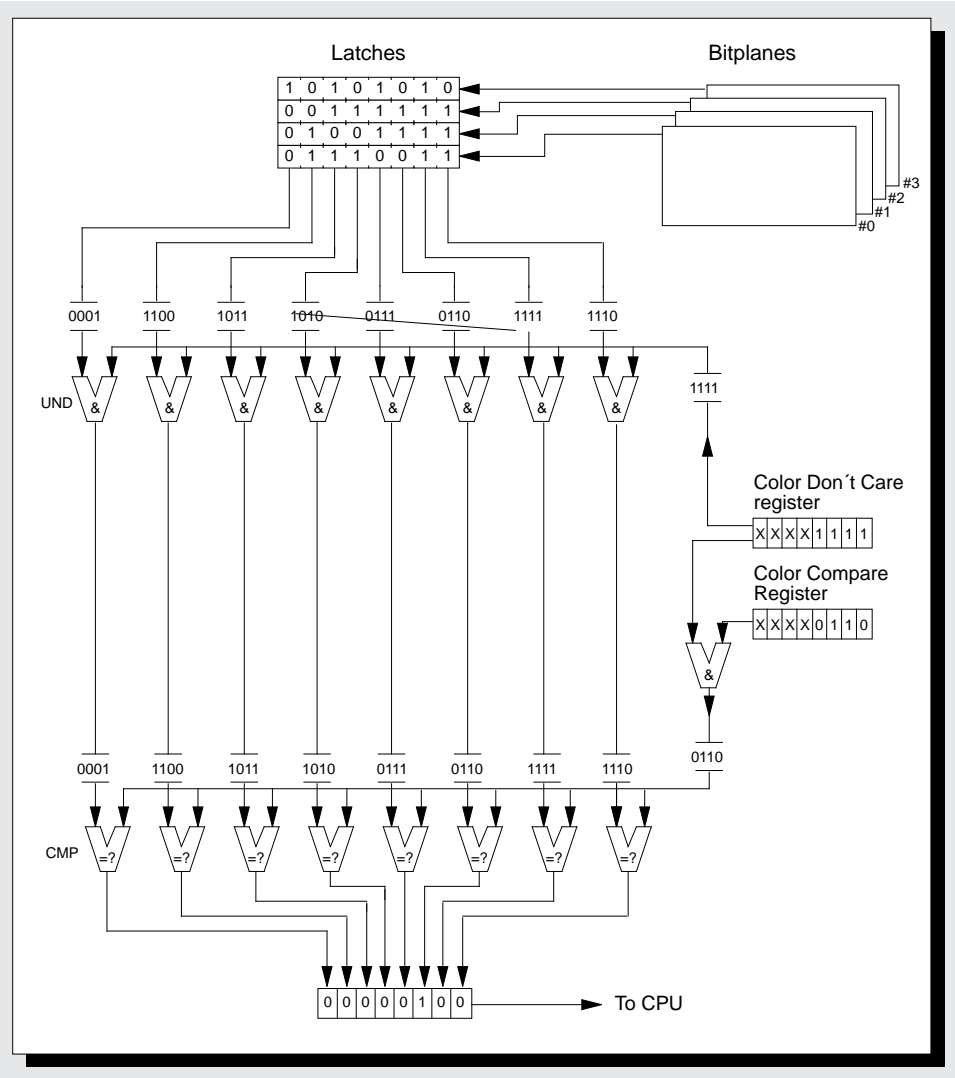 Latches
Bitplanes
1 0 1 0 1 0 1 0
0 0 1 1 1 1 1 1
0 1 0 0 1 1 1 1
0 1 1 1 0 0 1 1
#3
#2
#1
#0
0001 1100 1011 1010 0111 0110 1111 1110
1111
UND
& & & & & & & &
Color Don´t Care
register
X X X X 1 1 1 1
Color Compare
Register
X X X X 0 1 1 0
&
0110
0001 1100 1011 1010 0111 0110 1111 1110
CMP
=? =? =? =? =? =? =? =?
0 0 0 0 0 1 0 0
To CPU